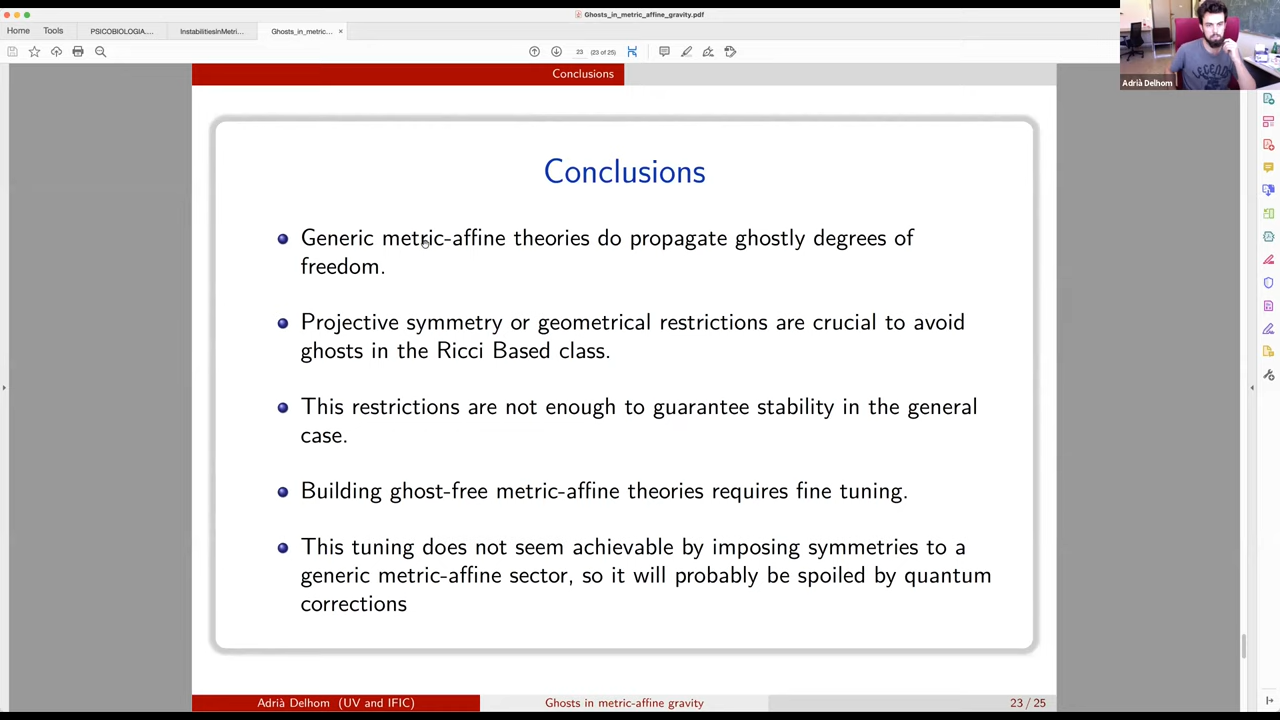 Ghosts_in_metric_affine_gravity.pdf
Home Tools PSICOBIOLOGIA.... InstabilitiesInMetri... Ghosts_in_metric... ×
23 (23 of 25)
Adrià Delhom
Conclusions
Conclusions
Generic metric-affine theories do propagate ghostly degrees of
freedom.
Projective symmetry or geometrical restrictions are crucial to avoid
ghosts in the Ricci Based class.
This restrictions are not enough to guarantee stability in the general
case.
Building ghost-free metric-affine theories requires fine tuning.
This tuning does not seem achievable by imposing symmetries to a
generic metric-affine sector, so it will probably be spoiled by quantum
corrections
Adrià Delhom (UV and IFIC) Ghosts in metric-affine gravity 23 / 25